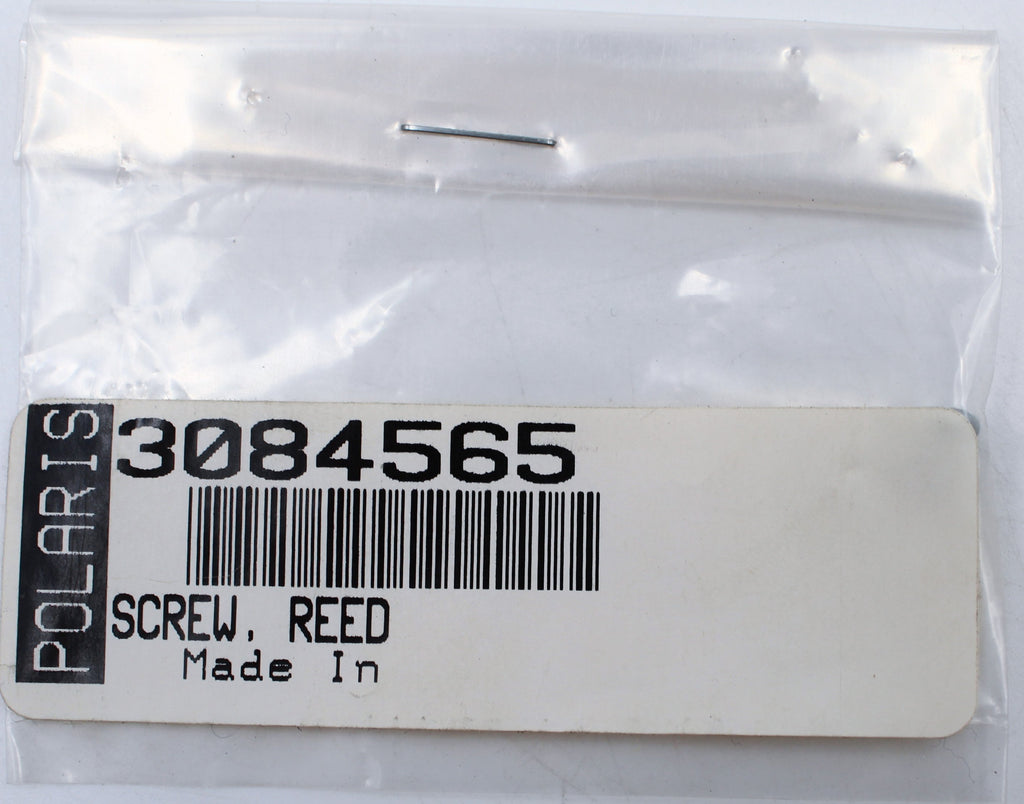 POLARIS
3084565
SCREW, REED
Made In